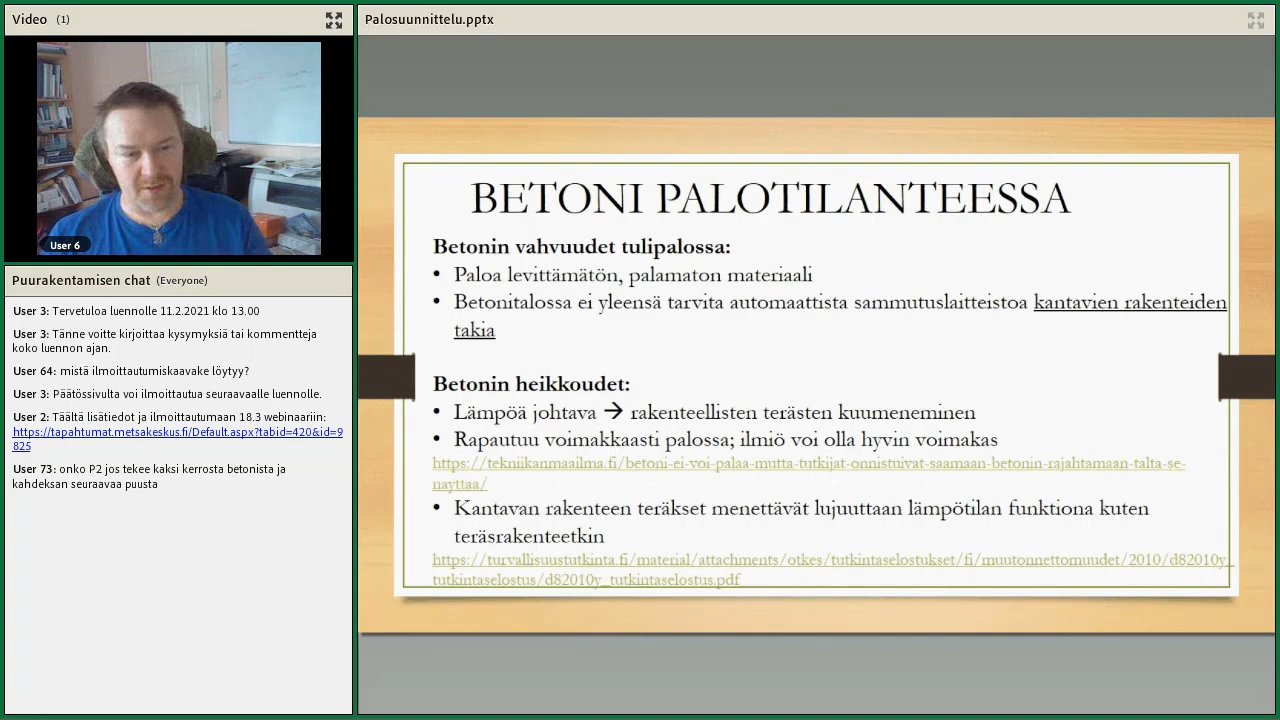 Video (1)
User 6
Puurakentamisen chat (Everyone)
User 3: Tervetuloa luennolle 11.2.2021 klo 13.00
User 3: Tänne voitte kirjoittaa kysymyksiä tai kommentteja
koko luennon ajan.
User 64: mistä ilmoittautumiskaavake löytyy?
User 3: Päätössivulta voi ilmoittautua seuraavaalle luennolle.
User 2: Täältä lisätiedot ja ilmoittautumaan 18.3 webinaariin:
https://tapahtumat.metsakeskus.fi/Default.aspx?tabid=420&id=9
825
User 73: onko P2 jos tekee kaksi kerrosta betonista ja
kahdeksan seuraavaa puusta
Palosuunnittelu.pptx
BETONI PALOTILANTEESSA
Betonin vahvuudet tulipalossa:
• Paloa levittämätön, palamaton materiaali
• Betonitalossa ei yleensä tarvita automaattista sammutuslaitteistoa kantavien rakenteiden
takia
Betonin heikkoudet:
• Lämpöä johtava → rakenteellisten terästen kuumeneminen
• Rapautuu voimakkaasti palossa; ilmiö voi olla hyvin voimakas
https://tekniikanmaailma.fi/betoni-ei-voi-palaa-mutta-tutkijat-onnistuivat-saamaan-betonin-rajahtamaan-talta-se-
nayttaa/
• Kantavan rakenteen teräkset menettävät lujuuttaan lämpötilan funktiona kuten
teräsrakenteetkin
https://turvallisuustutkinta.fi/material/attachments/otkes/tutkintaselostukset/fi/muutonnettomuudet/2010/d82010y_
tutkintaselostus/d82010y_tutkintaselostus.pdf